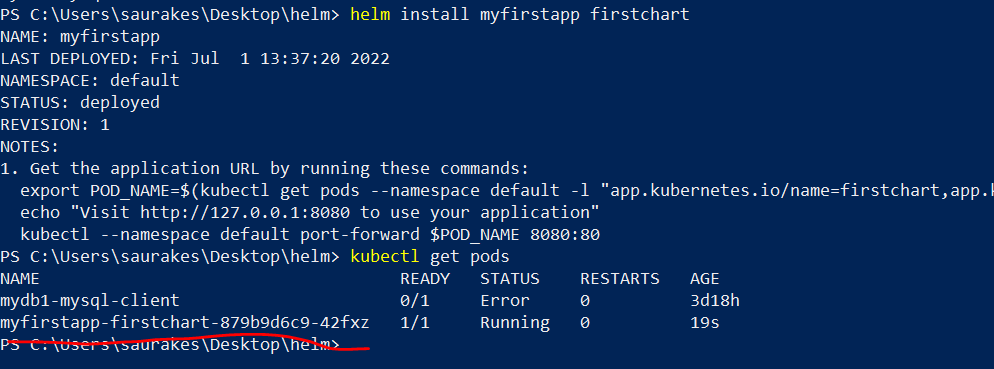 PS C:\Users\saurakes\Desktop\helm> helm install myfirstapp firstchart
NAME: myfirstapp
LAST DEPLOYED: Fri Jul  1 13:37:20 2022
NAMESPACE: default
STATUS: deployed
REVISION: 1
NOTES:
1. Get the application URL by running these commands:
  export POD_NAME=$(kubectl get pods --namespace default -l "app.kubernetes.io/name=firstchart,app.k
  echo "Visit http://127.0.0.1:8080 to use your application"
  kubectl --namespace default port-forward $POD_NAME 8080:80
PS C:\Users\saurakes\Desktop\helm> kubectl get pods
NAME                                READY   STATUS    RESTARTS   AGE
mydb1-mysql-client                  0/1     Error     0          3d18h
myfirstapp-firstchart-879b9d6c9-42fxz   1/1     Running   0          19s
PS C:\Users\saurakes\Desktop\helm>